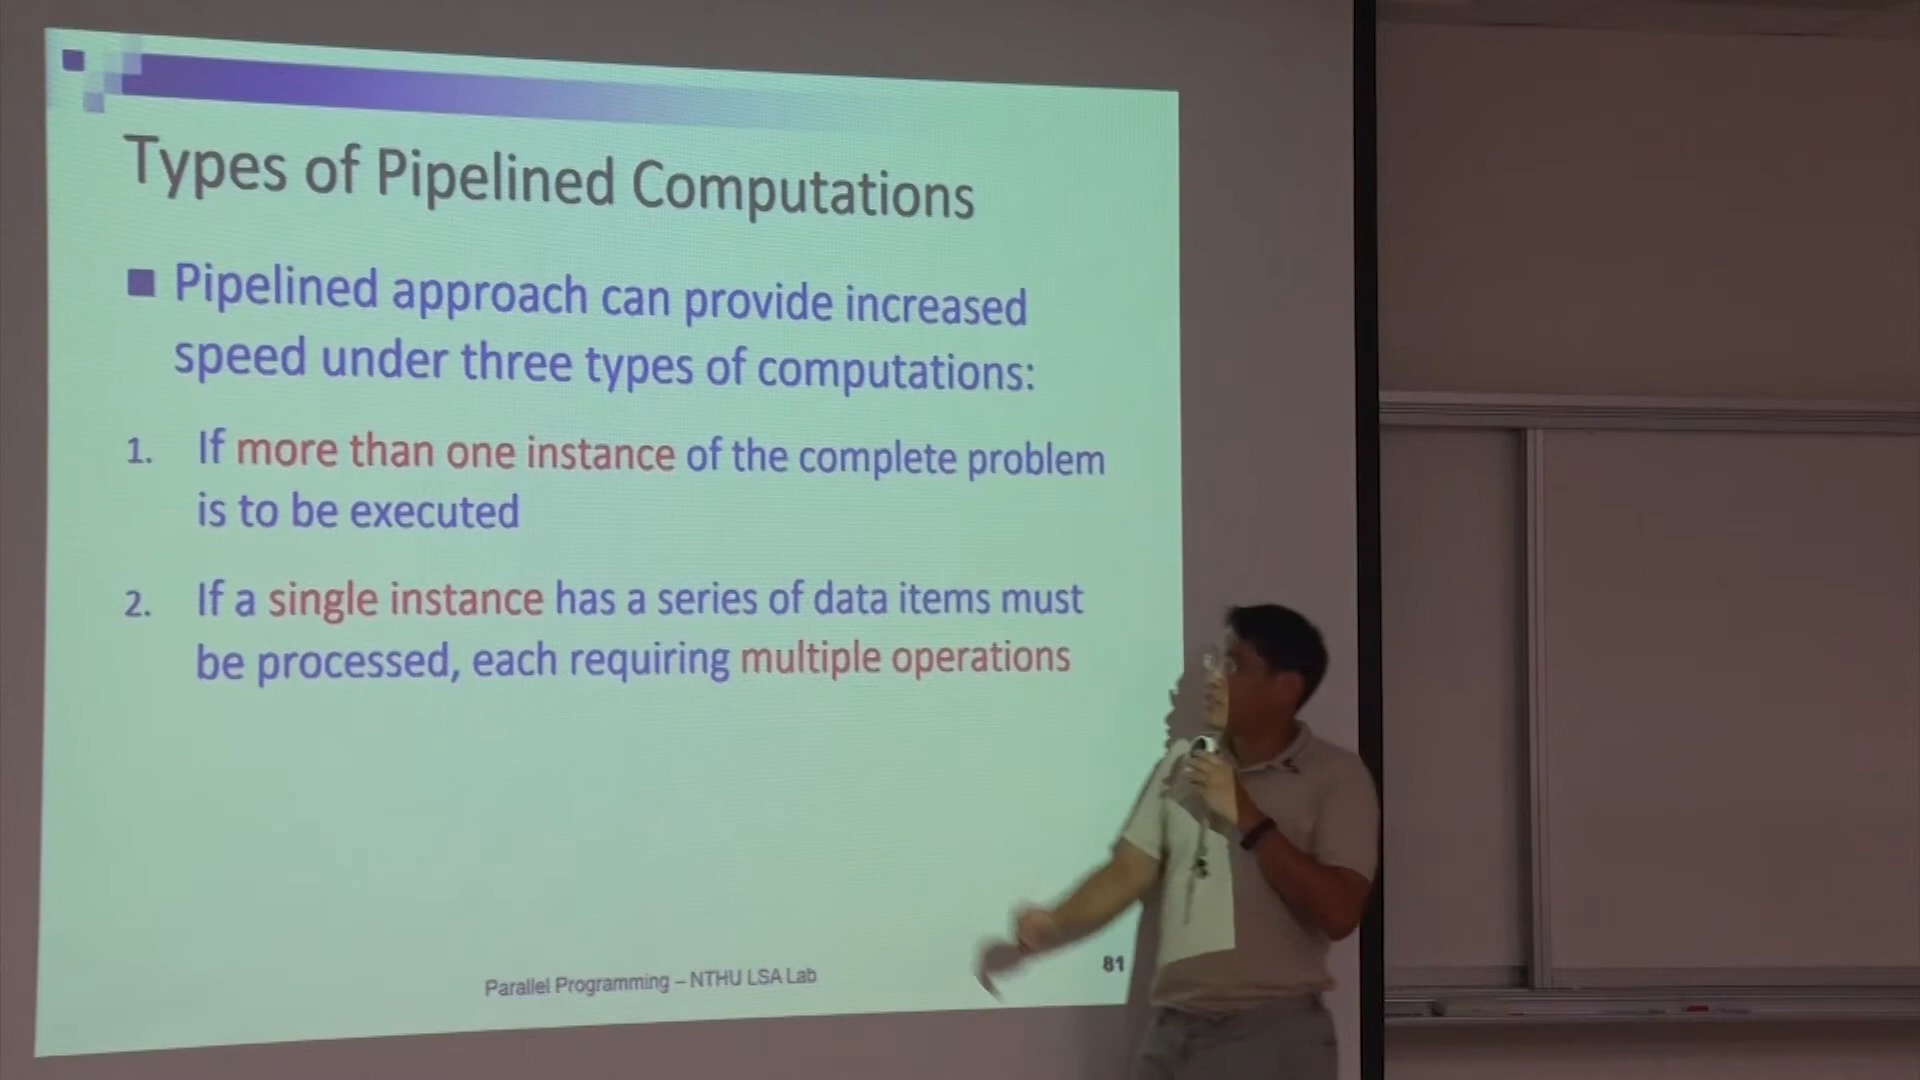 Types of Pipelined Computations
Pipelined approach can provide increased
speed under three types of computations:
1. If more than one instance of the complete problem
is to be executed
2. If a single instance has a series of data items must
be processed, each requiring multiple operations
Parallel Programming – NTHU LSA Lab
81